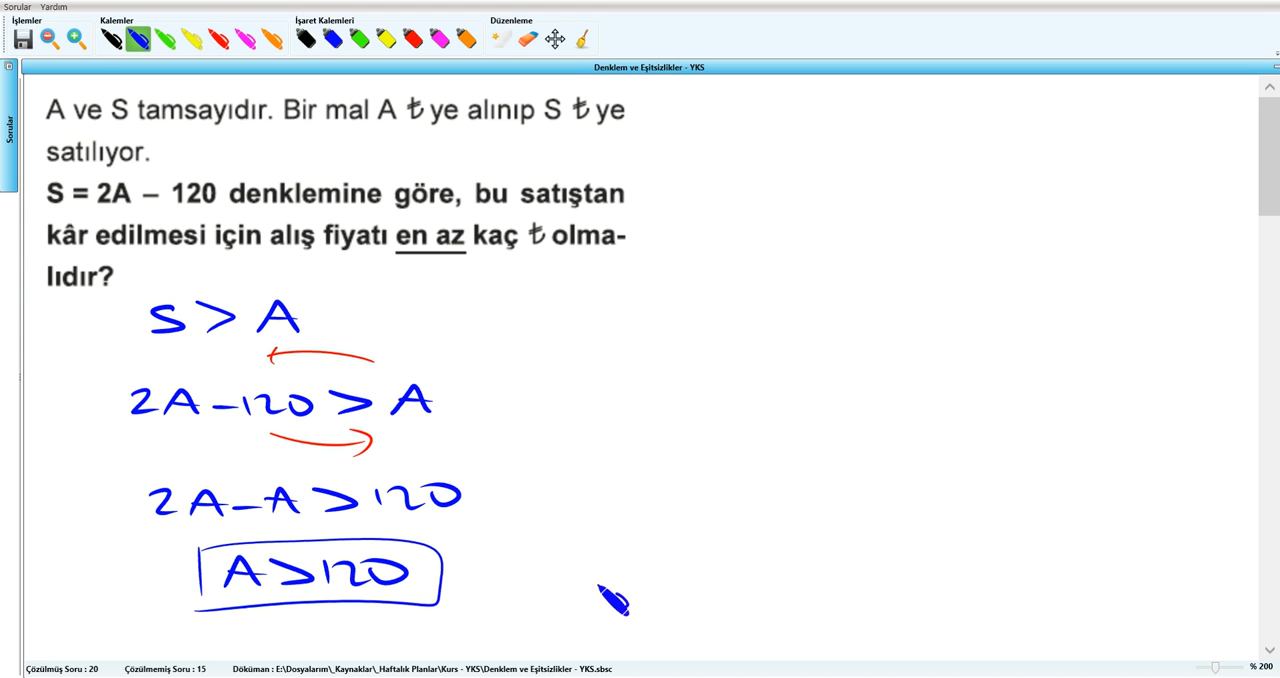 Sorular Yardım
İşlemler Kalemler İşaret Kalemleri Düzenleme
Denklem ve Eşitsizlikler - YKS
Sorular
A ve S tamsayıdır. Bir mal A ₺ ye alınıp S ₺ ye
satılıyor.
S = 2A – 120 denklemine göre, bu satıştan
kâr edilmesi için alış fiyatı en az kaç ₺ olma-
lıdır?
S > A
2A - 120 > A
2A - A > 120
A > 120
Çözülmüş Soru : 20 Çözülmemiş Soru : 15 Döküman : E:\Dosyalarım\_Kaynaklar\_Haftalık Planlar\Kurs - YKS\Denklem ve Eşitsizlikler - YKS.sbsc % 200